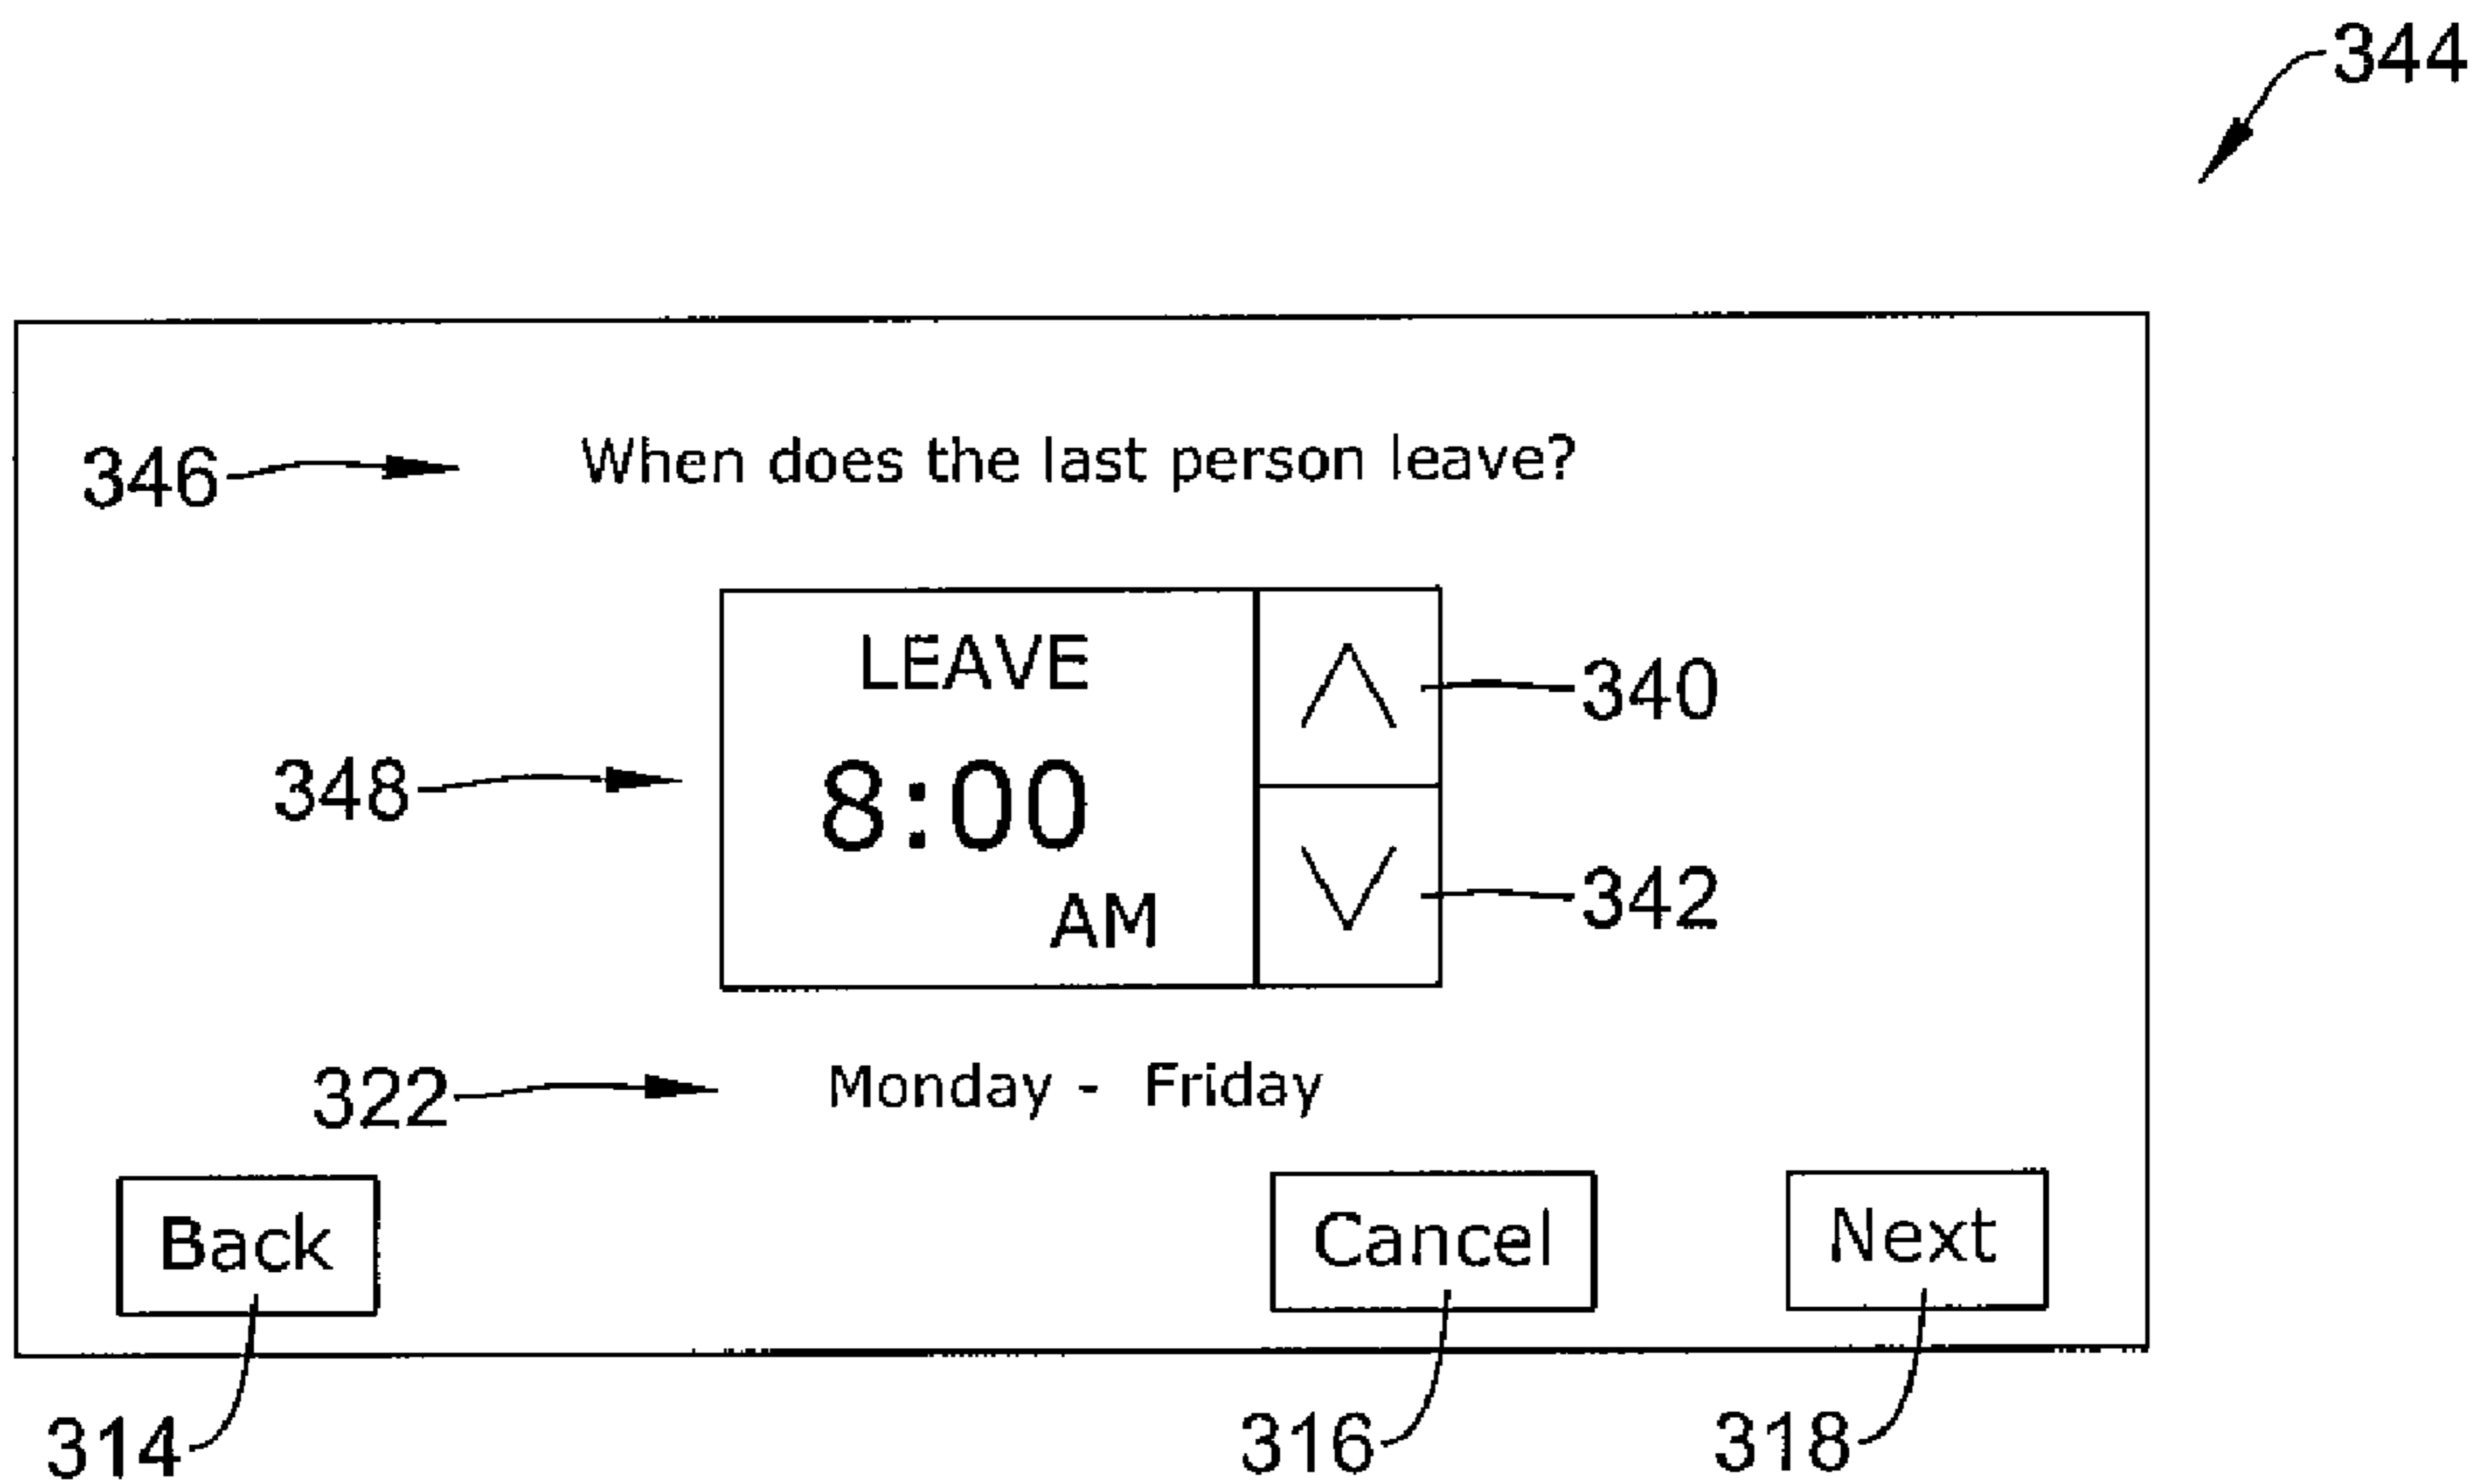 344
346 When does the last person leave?
LEAVE
340
348 8:00
AM
342
322 Monday - Friday
Back Cancel Next
314 316 318